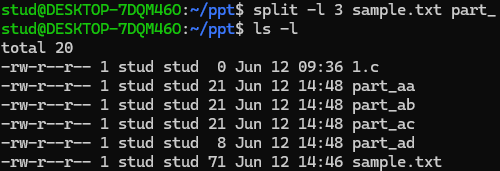 stud@DESKTOP-7DQM46O:~/ppt$ split -l 3 sample.txt part_
stud@DESKTOP-7DQM46O:~/ppt$ ls -l
total 20
-rw-r--r-- 1 stud stud  0 Jun 12 09:36 1.c
-rw-r--r-- 1 stud stud 21 Jun 12 14:48 part_aa
-rw-r--r-- 1 stud stud 21 Jun 12 14:48 part_ab
-rw-r--r-- 1 stud stud 21 Jun 12 14:48 part_ac
-rw-r--r-- 1 stud stud  8 Jun 12 14:48 part_ad
-rw-r--r-- 1 stud stud 71 Jun 12 14:46 sample.txt